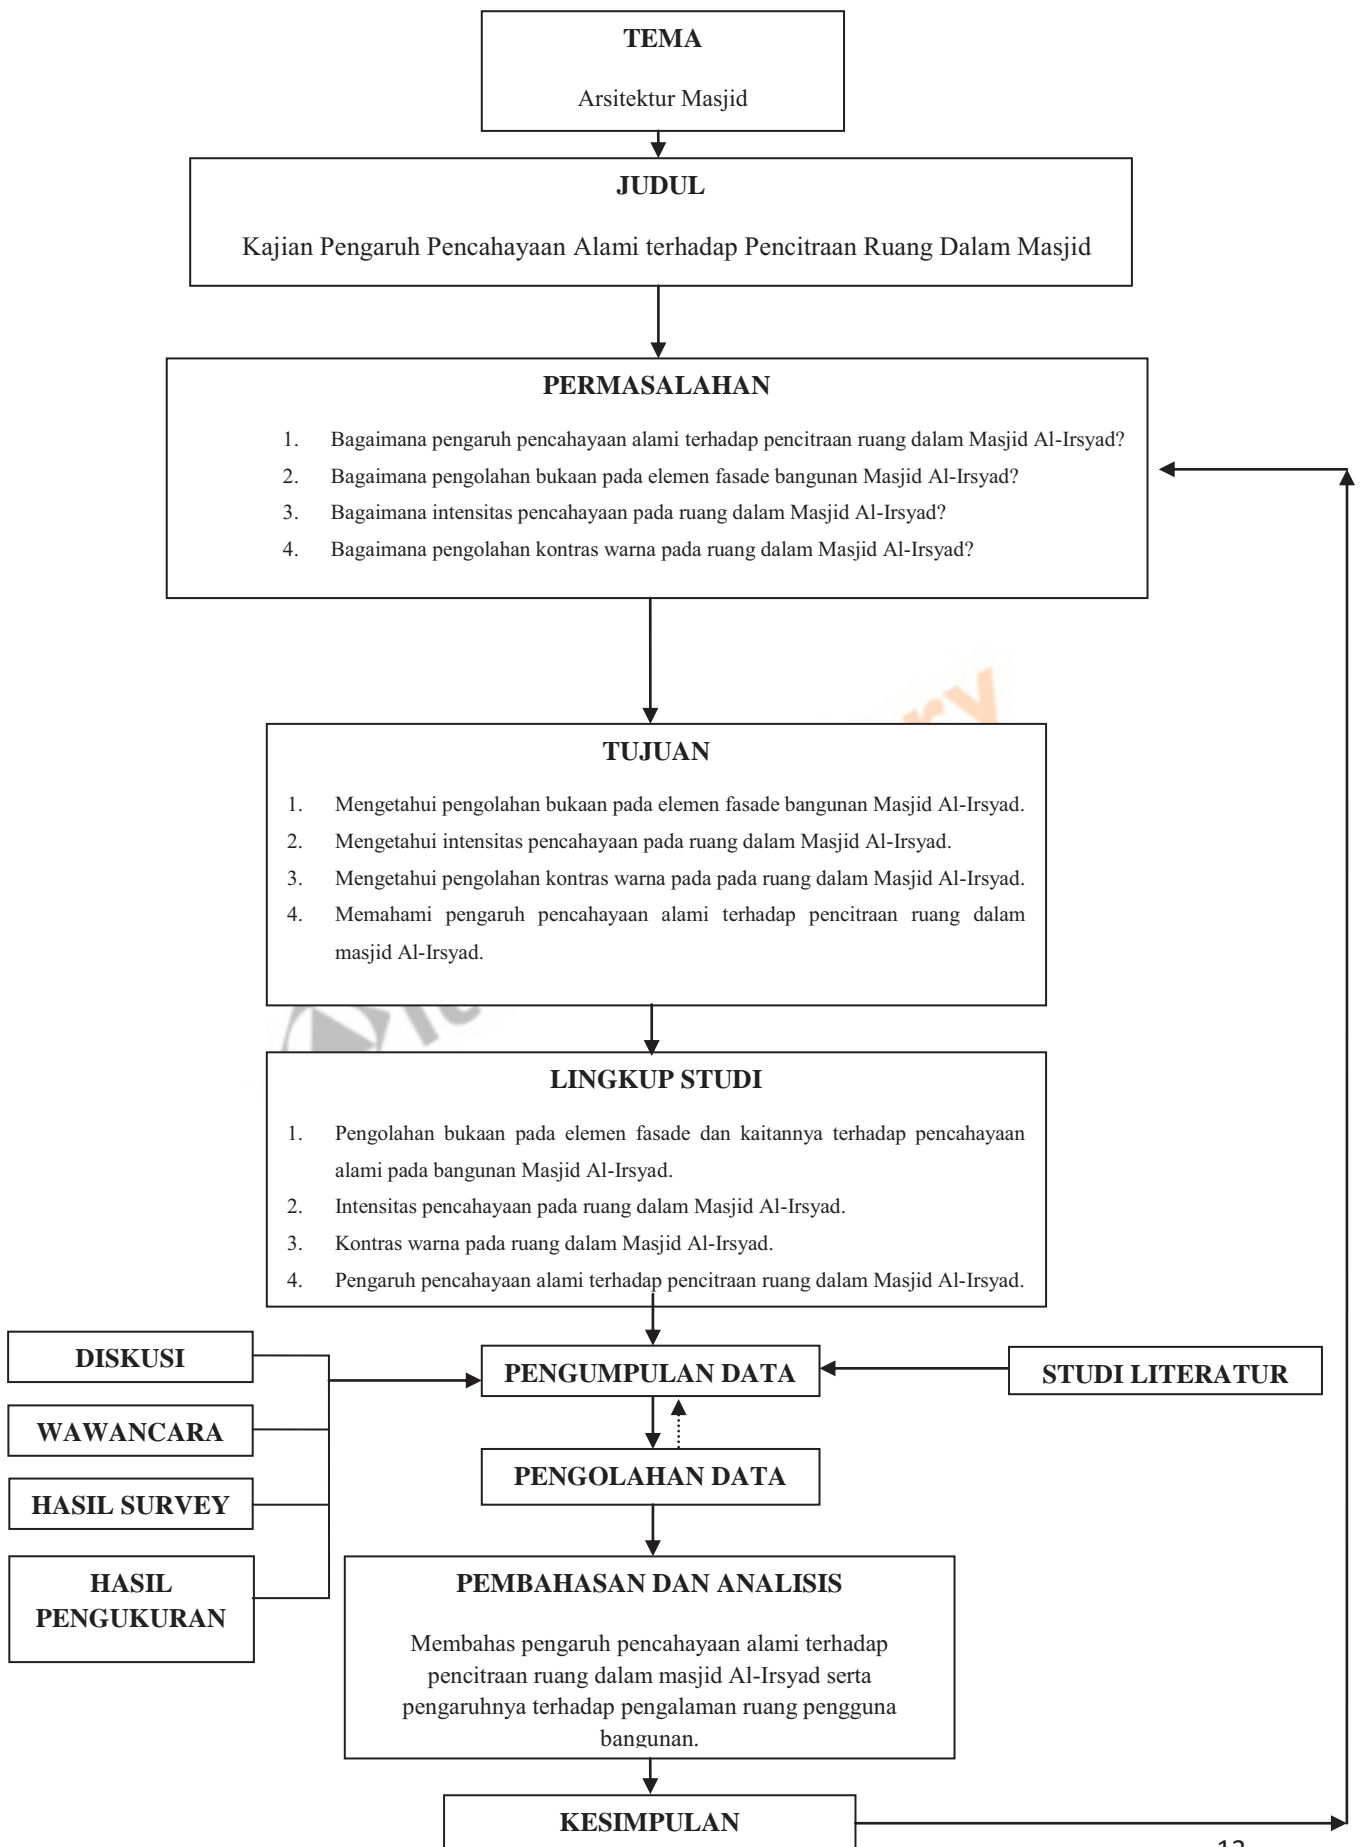 TEMA
Arsitektur Masjid
JUDUL
Kajian Pengaruh Pencahayaan Alami terhadap Pencitraan Ruang Dalam Masjid
PERMASALAHAN
1. Bagaimana pengaruh pencahayaan alami terhadap pencitraan ruang dalam Masjid Al-Irsyad?
2. Bagaimana pengolahan bukaan pada elemen fasade bangunan Masjid Al-Irsyad?
3. Bagaimana intensitas pencahayaan pada ruang dalam Masjid Al-Irsyad?
4. Bagaimana pengolahan kontras warna pada ruang dalam Masjid Al-Irsyad?
TUJUAN
1. Mengetahui pengolahan bukaan pada elemen fasade bangunan Masjid Al-Irsyad.
2. Mengetahui intensitas pencahayaan pada ruang dalam Masjid Al-Irsyad.
3. Mengetahui pengolahan kontras warna pada pada ruang dalam Masjid Al-Irsyad.
4. Memahami pengaruh pencahayaan alami terhadap pencitraan ruang dalam
masjid Al-Irsyad.
LINGKUP STUDI
1. Pengolahan bukaan pada elemen fasade dan kaitannya terhadap pencahayaan
alami pada bangunan Masjid Al-Irsyad.
2. Intensitas pencahayaan pada ruang dalam Masjid Al-Irsyad.
3. Kontras warna pada ruang dalam Masjid Al-Irsyad.
4. Pengaruh pencahayaan alami terhadap pencitraan ruang dalam Masjid Al-Irsyad.
DISKUSI
WAWANCARA
HASIL SURVEY
HASIL
PENGUKURAN
PENGUMPULAN DATA
STUDI LITERATUR
PENGOLAHAN DATA
PEMBAHASAN DAN ANALISIS
Membahas pengaruh pencahayaan alami terhadap
pencitraan ruang dalam masjid Al-Irsyad serta
pengaruhnya terhadap pengalaman ruang pengguna
bangunan.
KESIMPULAN